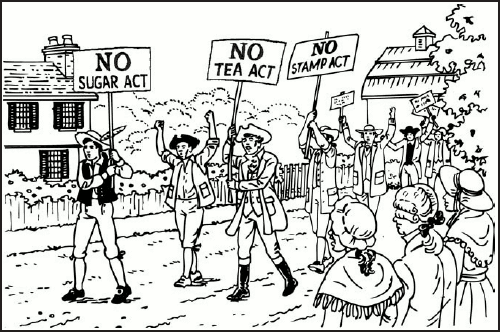 NO
SUGAR ACT
NO
TEA ACT
NO
STAMP ACT